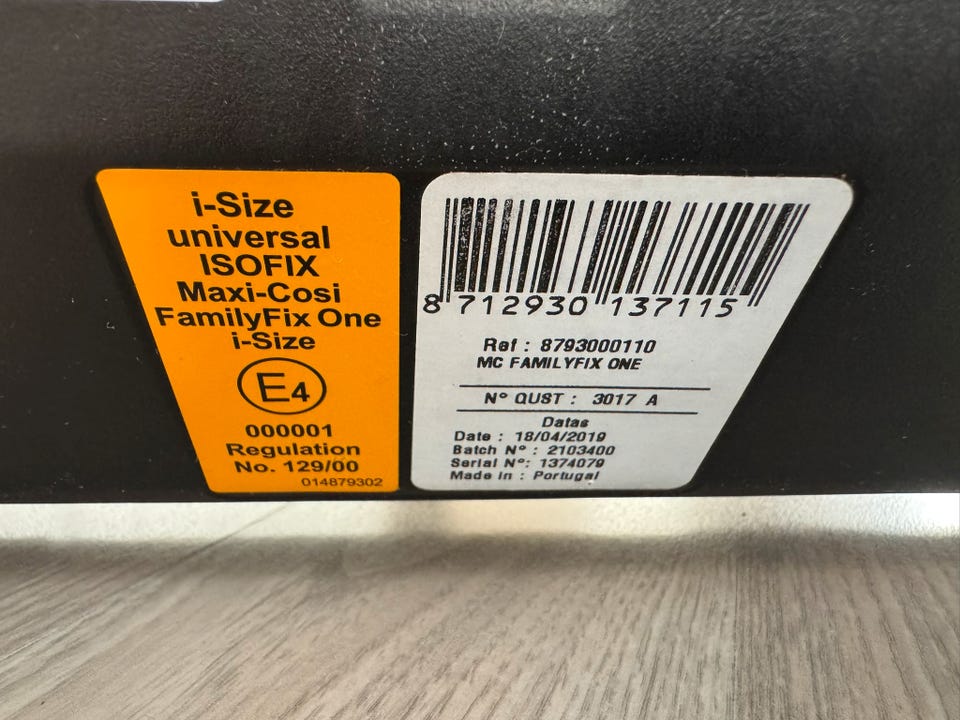 i-Size
universal
ISOFIX
Maxi-Cosi
FamilyFix One
i-Size
E4
000001
Regulation
No. 129/00
014879302
8 712930 137115
Ref : 8793000110
MC FAMILYFIX ONE
N° QUST : 3017 A
Datas
Date : 18/04/2019
Batch N° : 2103400
Serial N°: 1374079
Made in : Portugal